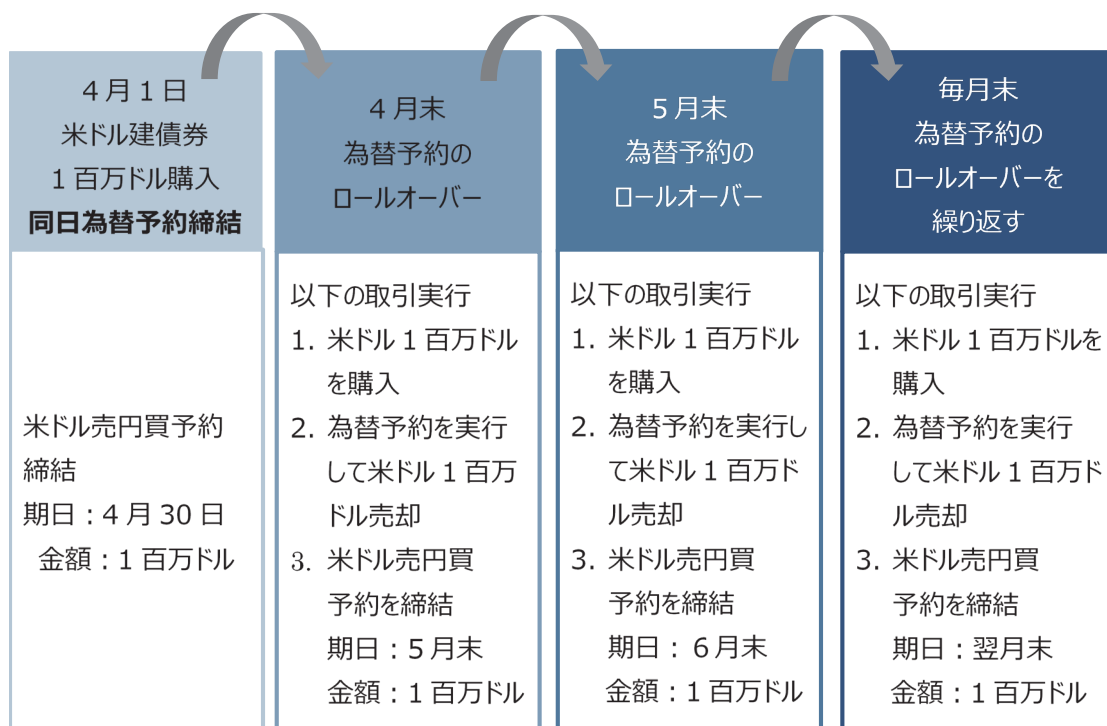 4月1日
米ドル建債券
1百万ドル購入
同日為替予約締結
米ドル売円買予約
締結
期日：4月30日
金額：1百万ドル
4月末
為替予約の
ロールオーバー
以下の取引実行
1. 米ドル1百万ドル
を購入
2. 為替予約を実行
して米ドル1百万
ドル売却
3. 米ドル売円買
予約を締結
期日：5月末
金額：1百万ドル
5月末
為替予約の
ロールオーバー
以下の取引実行
1. 米ドル1百万ドル
を購入
2. 為替予約を実行し
て米ドル1百万ド
ル売却
3. 米ドル売円買
予約を締結
期日：6月末
金額：1百万ドル
毎月末
為替予約の
ロールオーバーを
繰り返す
以下の取引実行
1. 米ドル1百万ドルを
購入
2. 為替予約を実行
して米ドル1百万ド
ル売却
3. 米ドル売円買
予約を締結
期日：翌月末
金額：1百万ドル